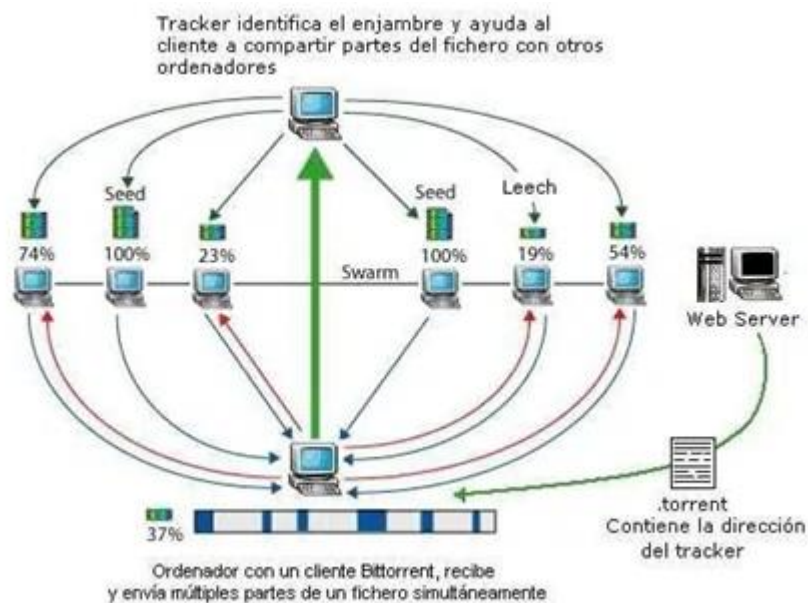 Tracker identifica el enjambre y ayuda al
cliente a compartir partes del fichero con otros
ordenadores
Seed
Seed
Leech
74%
100%
23%
100%
19%
54%
Swarm
Web Server
.torrent
Contiene la dirección
del tracker
37%
Ordenador con un cliente Bittorrent, recibe
y envía múltiples partes de un fichero simultáneamente